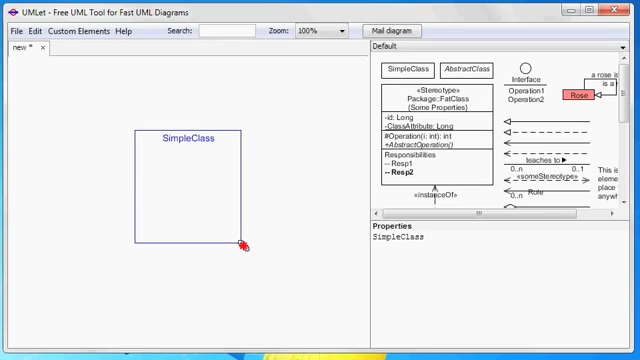 UMLet - Free UML Tool for Fast UML Diagrams
File Edit Custom Elements Help Search: Zoom: 100% Mail diagram
new *
SimpleClass
Default
SimpleClass
AbstractClass
«Stereotype»
Package::FatClass
{Some Properties}
-id: Long
-ClassAttribute: Long
#Operation(i: int): int
+AbstractOperation()
Responsibilities
-- Resp1
-- Resp2
«instanceOf»
Interface
Operation1
Operation2
a rose is
is a
Rose
teaches to
0..n 0..1
«someStereotype»
Role
0..n
This is
eleme
place
anywh
Properties
SimpleClass